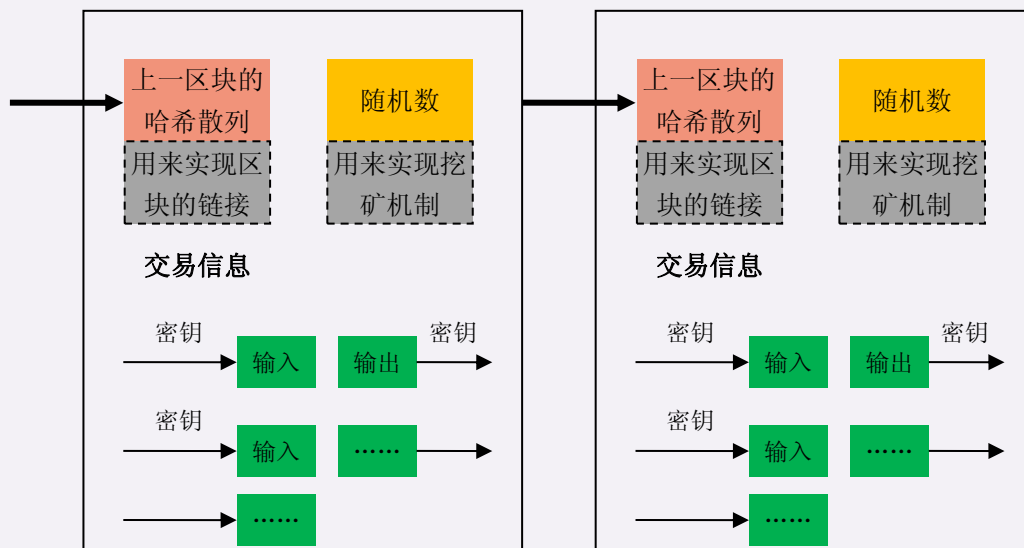 上一区块的
哈希散列
随机数
用来实现区
块的链接
用来实现挖
矿机制
交易信息
密钥
输入
输出
密钥
密钥
输入
……
……
上一区块的
哈希散列
随机数
用来实现区
块的链接
用来实现挖
矿机制
交易信息
密钥
输入
输出
密钥
密钥
输入
……
……